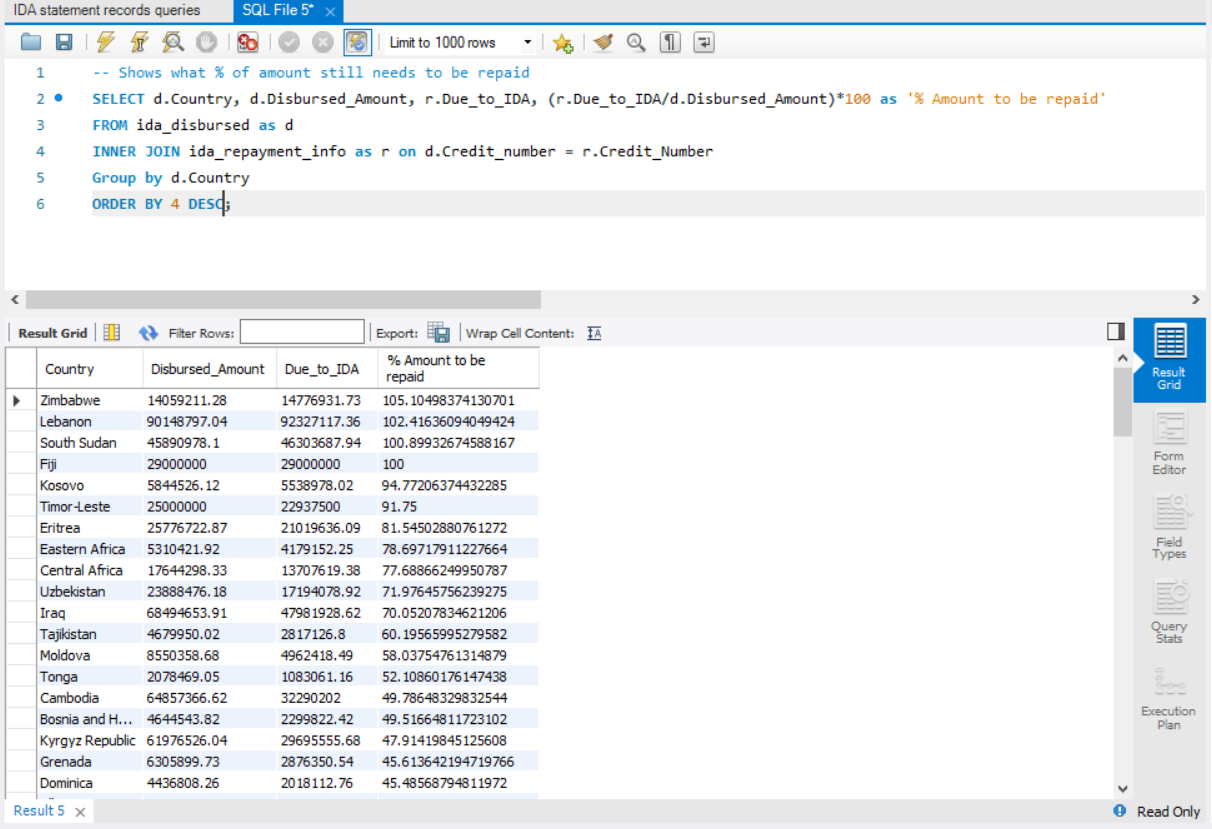 IDA statement records queries SQL File 5* ×
Limit to 1000 rows
1 -- Shows what % of amount still needs to be repaid
2 SELECT d.Country, d.Disbursed_Amount, r.Due_to_IDA, (r.Due_to_IDA/d.Disbursed_Amount)*100 as '% Amount to be repaid'
3 FROM ida_disbursed as d
4 INNER JOIN ida_repayment_info as r on d.Credit_number = r.Credit_Number
5 Group by d.Country
6 ORDER BY 4 DESC;
Result Grid Filter Rows: Export: Wrap Cell Content: IA
Country Disbursed_Amount Due_to_IDA % Amount to be
repaid
Zimbabwe 14059211.28 14776931.73 105.10498374130701
Lebanon 90148797.04 92327117.36 102.41636094049424
South Sudan 45890978.1 46303687.94 100.89932674588167
Fiji 29000000 29000000 100
Kosovo 5844526.12 5538978.02 94.77206374432285
Timor-Leste 25000000 22937500 91.75
Eritrea 25776722.87 21019636.09 81.54502880761272
Eastern Africa 5310421.92 4179152.25 78.69717911227664
Central Africa 17644298.33 13707619.38 77.68866249950787
Uzbekistan 23888476.18 17194078.92 71.97645756239275
Iraq 68494653.91 47981928.62 70.05207834621206
Tajikistan 4679950.02 2817126.8 60.19565995279582
Moldova 8550358.68 4962418.49 58.03754761314879
Tonga 2078469.05 1083061.16 52.10860176147438
Cambodia 64857366.62 32290202 49.78648329832544
Bosnia and H... 4644543.82 2299822.42 49.51664811723102
Kyrgyz Republic 61976526.04 29695555.68 47.91419845125608
Grenada 6305899.73 2876350.54 45.613642194719766
Dominica 4436808.26 2018112.76 45.48568794811972
Result
Grid
Form
Editor
Field
Types
Query
Stats
Execution
Plan
Result 5 × Read Only